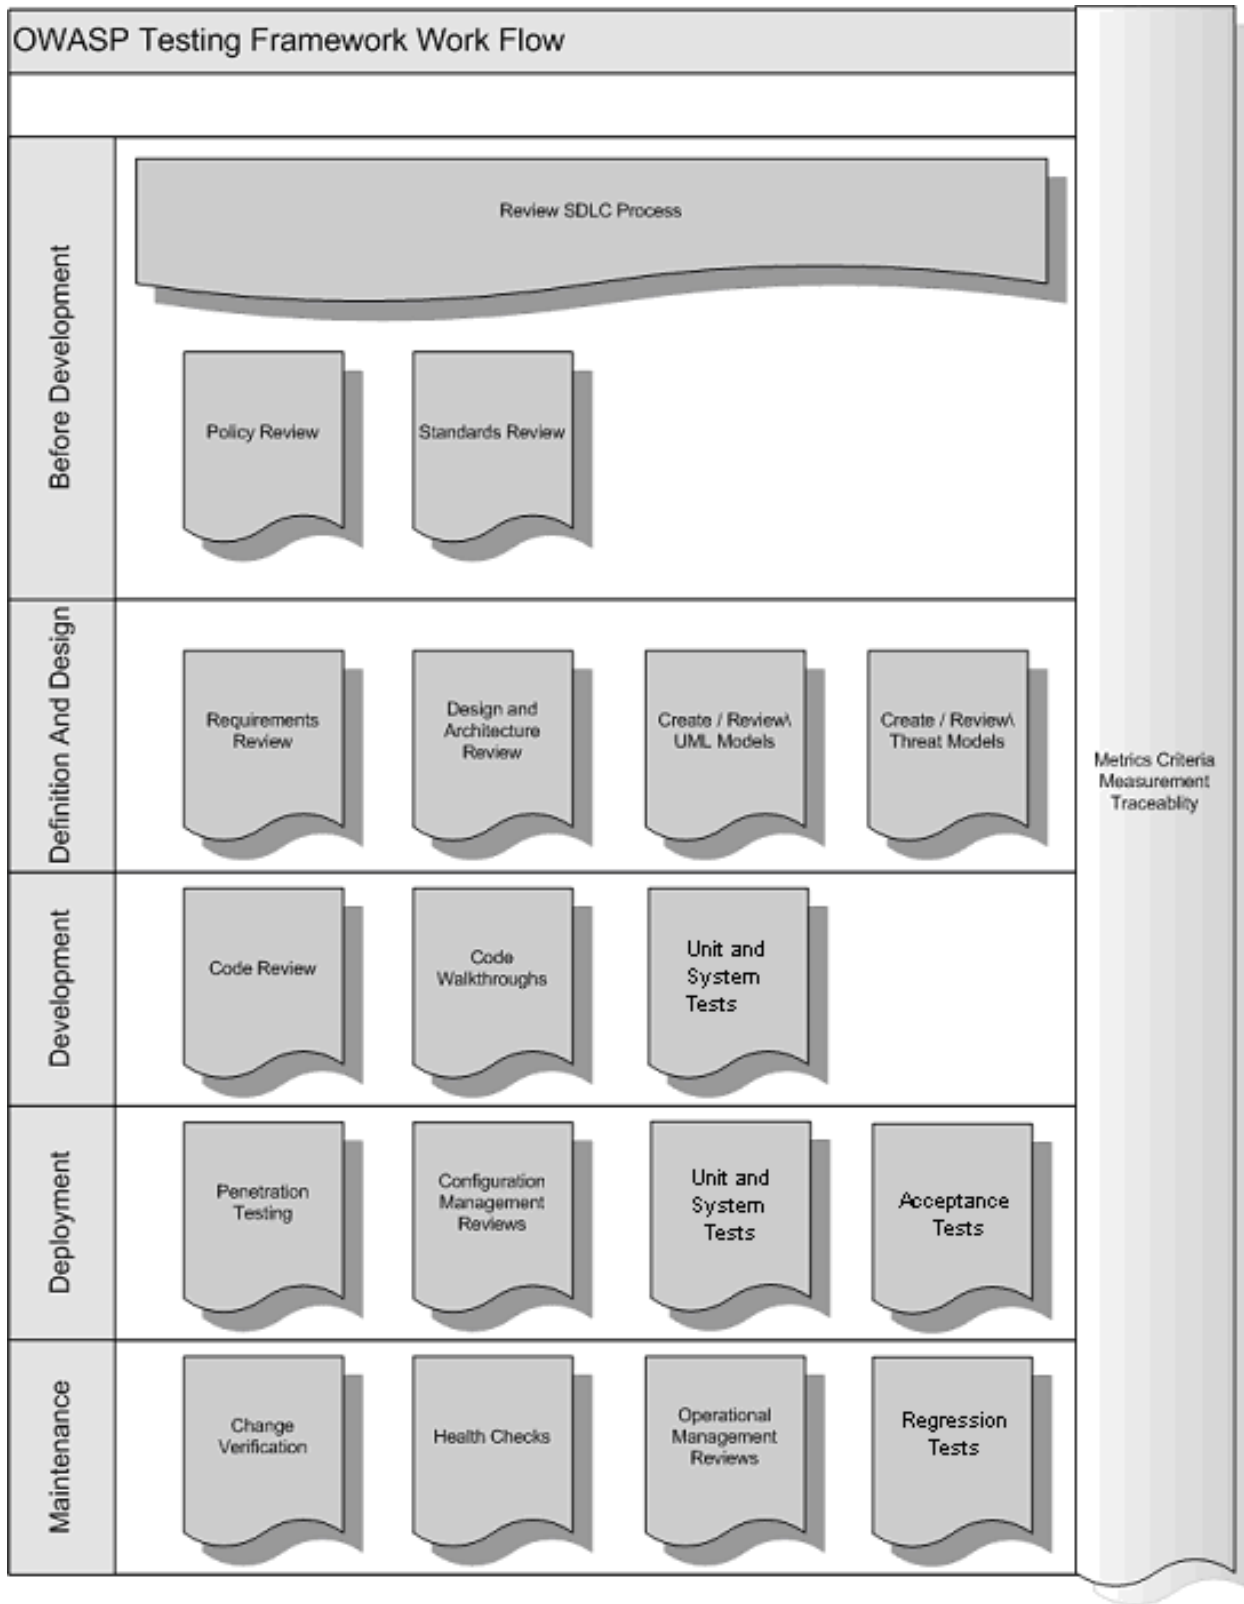 OWASP Testing Framework Work Flow
Before Development
Review SDLC Process
Policy Review
Standards Review
Definition And Design
Requirements
Review
Design and
Architecture
Review
Create / Review\
UML Models
Create / Review\
Threat Models
Metrics Criteria
Measurement
Traceablity
Development
Code Review
Code
Walkthroughs
Unit and
System
Tests
Deployment
Penetration
Testing
Configuration
Management
Reviews
Unit and
System
Tests
Acceptance
Tests
Maintenance
Change
Verification
Health Checks
Operational
Management
Reviews
Regression
Tests